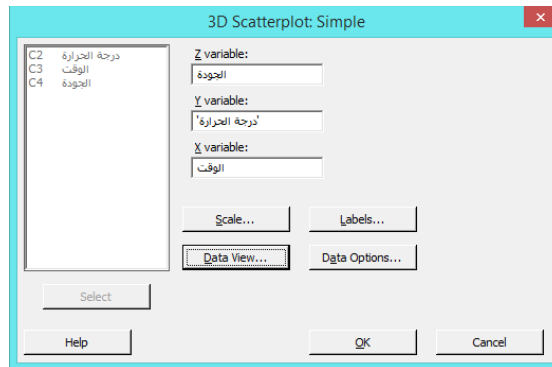 3D Scatterplot: Simple
C2 درجة الحرارة
C3 الوقت
C4 الجودة
Z variable:
الجودة
Y variable:
'درجة الحرارة'
X variable:
الوقت
Scale... Labels...
Data View... Data Options...
Select
Help OK Cancel